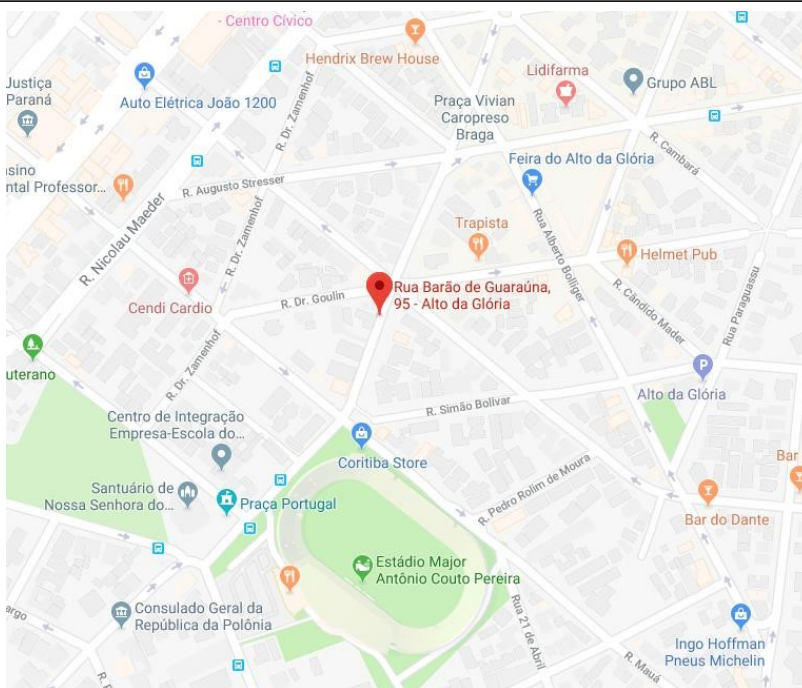 - Centro Cívico
Hendrix Brew House
Justiça
Paraná
Auto Elétrica João 1200
R. Dr. Zamenhof
Lidifarma
Grupo ABL
Praça Vivian
Caropreso
Braga
R. Cambará
ntal Professor...
R. Augusto Stresser
Feira do Alto da Glória
R. Nicolau Maeder
R. Dr. Zamenhof
Trapista
Rua Alberto Bolliger
Helmet Pub
Cendi Cardio
R. Dr. Goulin
Rua Barão de Guaraúna,
95 - Alto da Glória
R. Cândido Mader
Rua Paraguassu
uterano
R. Dr. Zamenhof
P
Alto da Glória
R. Simão Bolivar
Centro de Integração
Empresa-Escola do...
Coritiba Store
Bar
Santuário de
Nossa Senhora do...
Praça Portugal
R. Pedro Rolim de Moura
Bar do Dante
Estádio Major
Antônio Couto Pereira
Consulado Geral da
República da Polônia
Rua 21 de Abril
R. Mauá
Ingo Hoffman
Pneus Michelin